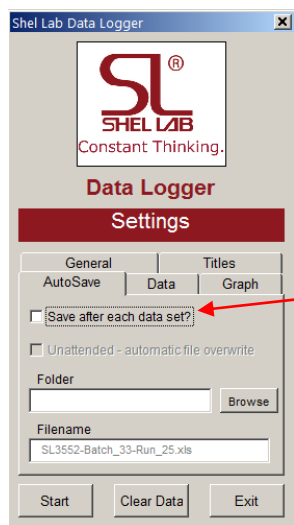 Shel Lab Data Logger
SL®
SHEL LAB
Constant Thinking.
Data Logger
Settings
General Titles
AutoSave Data Graph
Save after each data set?
Unattended - automatic file overwrite
Folder
Browse
Filename
SL3552-Batch_33-Run_25.xls
Start Clear Data Exit